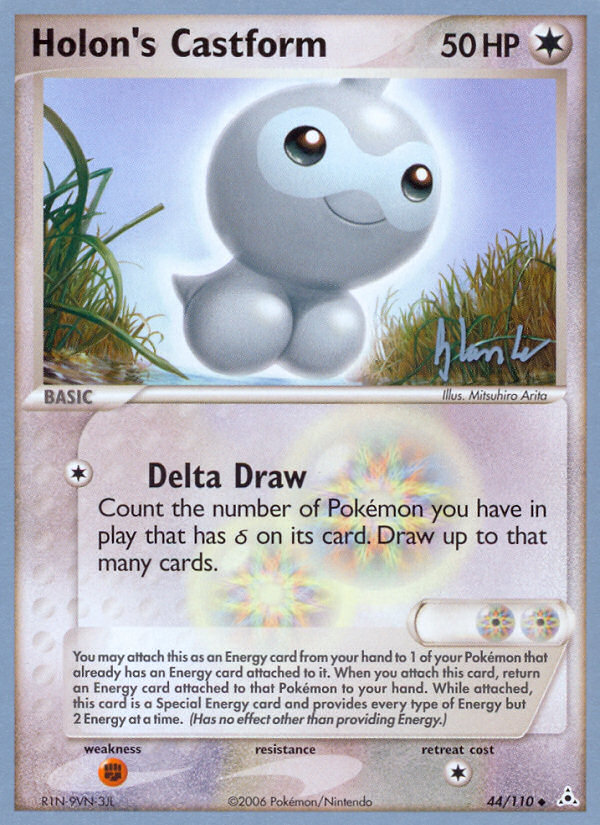 Holon's Castform 50 HP
BASIC
Illus. Mitsuhiro Arita
Delta Draw
Count the number of Pokémon you have in
play that has δ on its card. Draw up to that
many cards.
You may attach this as an Energy card from your hand to 1 of your Pokémon that
already has an Energy card attached to it. When you attach this card, return
an Energy card attached to that Pokémon to your hand. While attached,
this card is a Special Energy card and provides every type of Energy but
2 Energy at a time. (Has no effect other than providing Energy.)
weakness resistance retreat cost
R1N-9VN-3JL ©2006 Pokémon/Nintendo 44/110 ◆